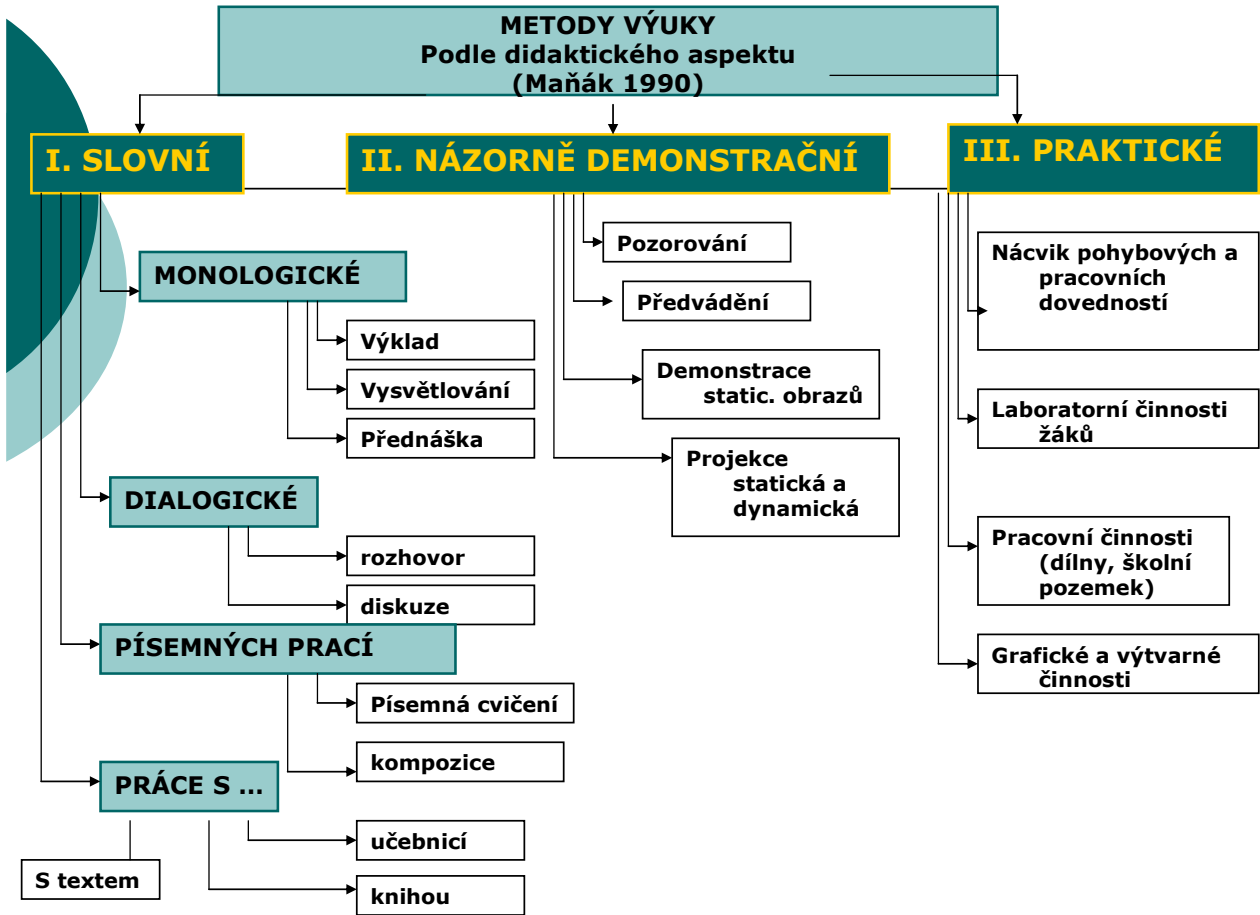 METODY VÝUKY
Podle didaktického aspektu
(Maňák 1990)
I. SLOVNÍ
II. NÁZORNĚ DEMONSTRAČNÍ
III. PRAKTICKÉ
MONOLOGICKÉ
Výklad
Vysvětlování
Přednáška
DIALOGICKÉ
rozhovor
diskuze
PÍSEMNÝCH PRACÍ
Písemná cvičení
kompozice
PRÁCE S ...
učebnicí
knihou
S textem
Pozorování
Předvádění
Demonstrace
static. obrazů
Projekce
statická a
dynamická
Nácvik pohybových a
pracovních
dovedností
Laboratorní činnosti
žáků
Pracovní činnosti
(dílny, školní
pozemek)
Grafické a výtvarné
činnosti